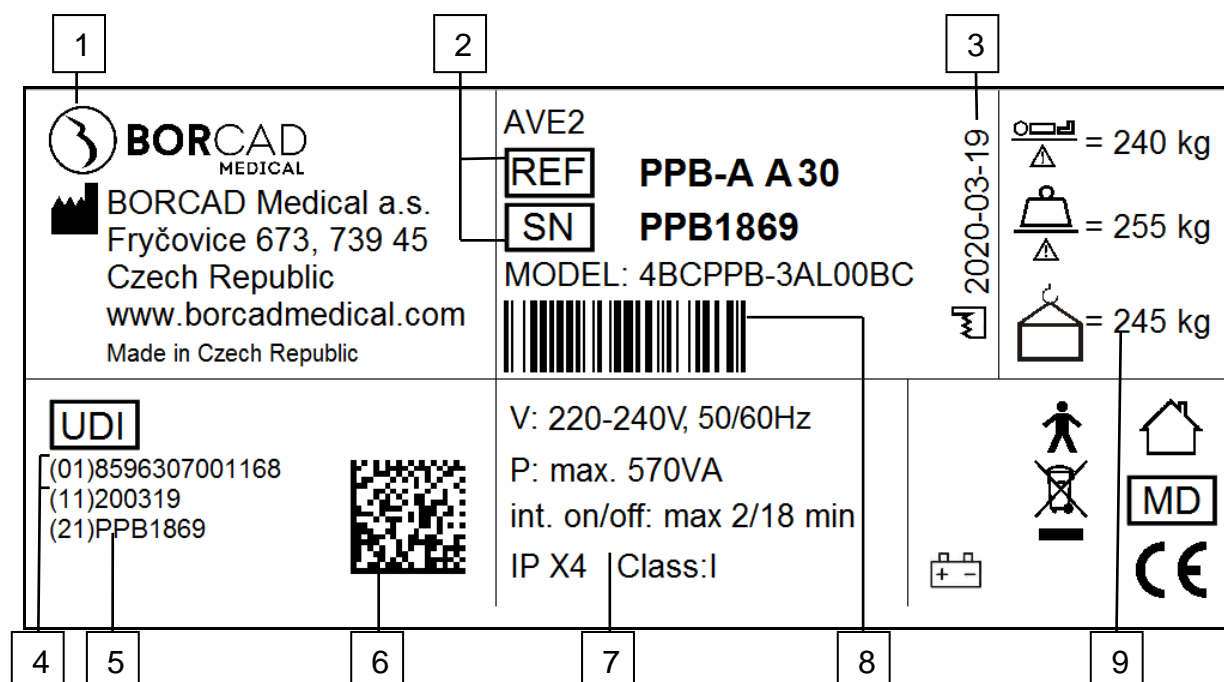 1
2
3
BORCAD
MEDICAL
BORCAD Medical a.s.
Fryčovice 673, 739 45
Czech Republic
www.borcadmedical.com
Made in Czech Republic
AVE2
REF PPB-A A 30
SN PPB1869
MODEL: 4BCPPB-3AL00BC
2020-03-19
= 240 kg
= 255 kg
= 245 kg
UDI
(01)8596307001168
(11)200319
(21)PPB1869
V: 220-240V, 50/60Hz
P: max. 570VA
int. on/off: max 2/18 min
IP X4 Class:I
+ -
MD
CE
4
5
6
7
8
9